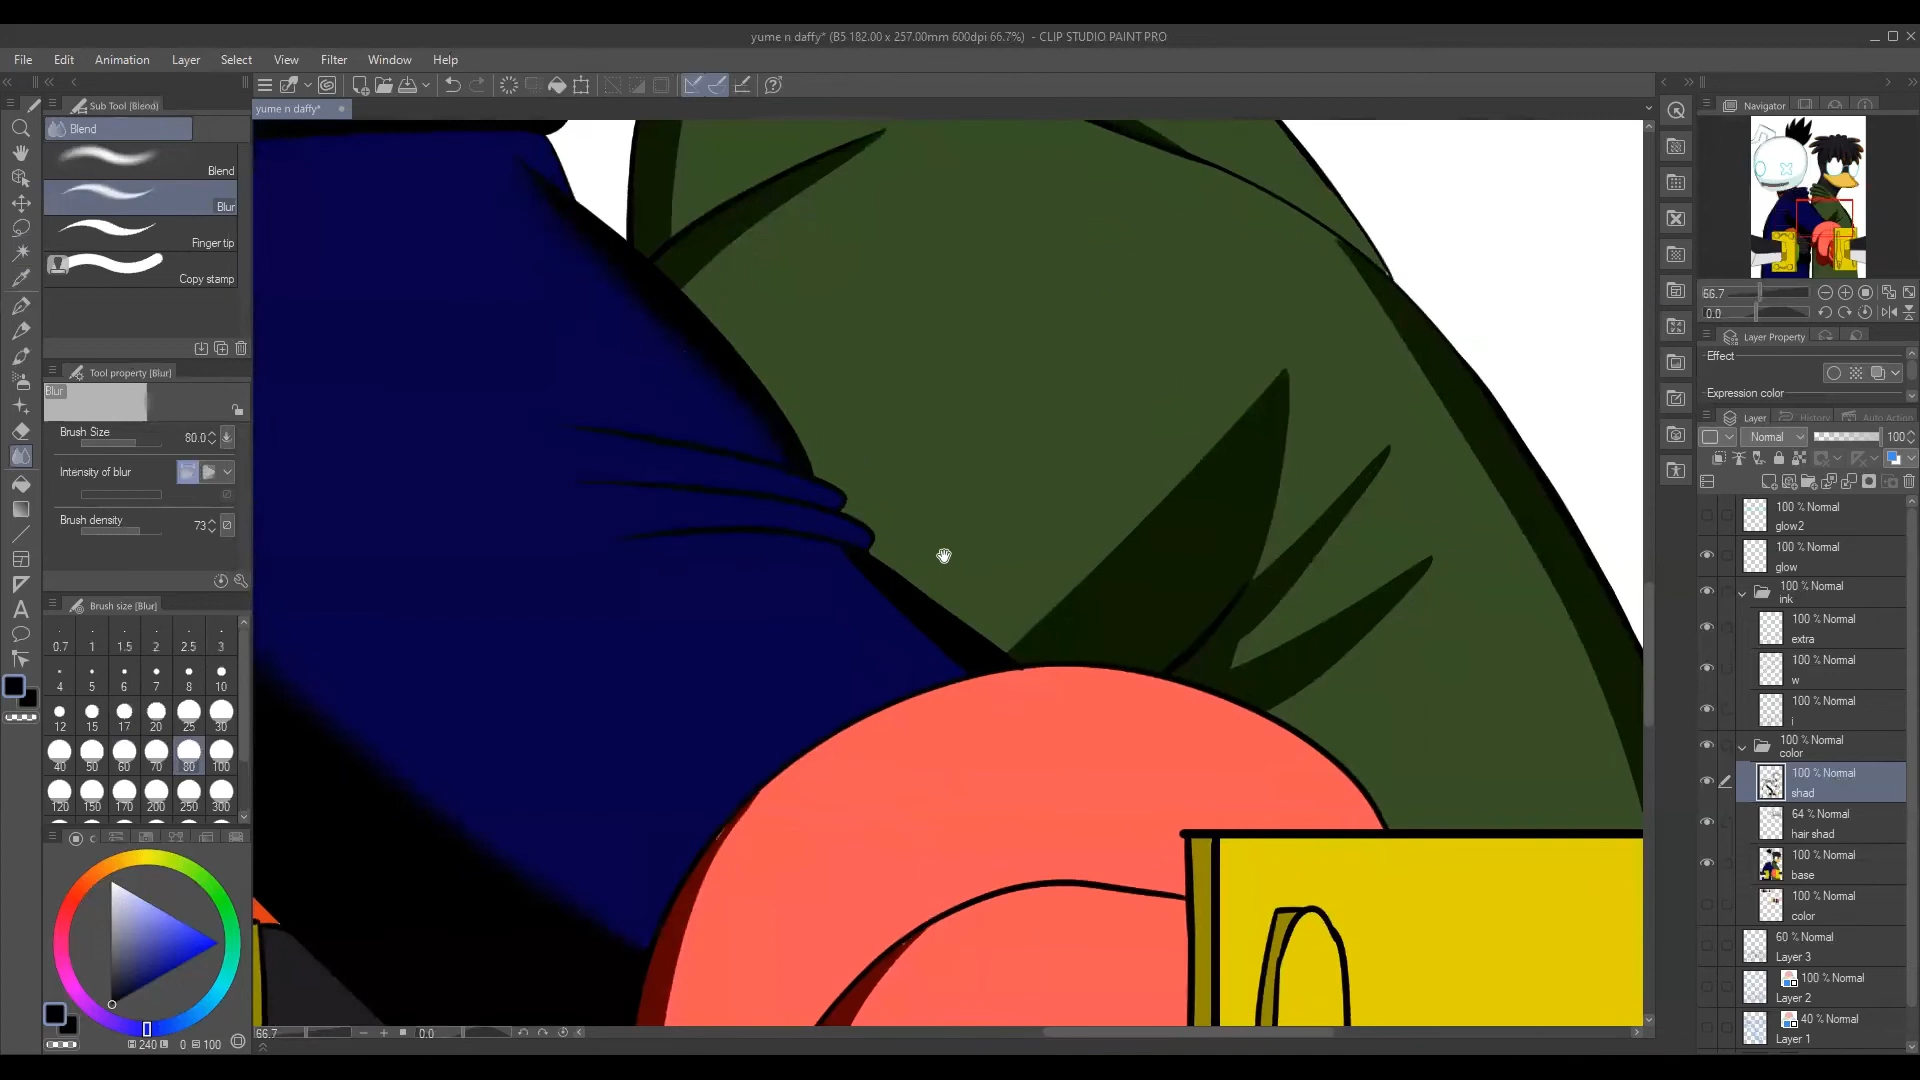 yume n daffy* (B5 182.00 x 257.00mm 600dpi 66.7%)  - CLIP STUDIO PAINT PRO
File Edit Animation Layer Select View Filter Window Help
Sub Tool [Blend]
yume n daffy*
Navigator
Blend
Blend
Blur
Finger tip
Copy stamp
66.7
0.0
Layer Property
Effect
Expression color
Tool property [Blur]
Blur
Brush Size 80.0
Intensity of blur
Brush density 73
Layer History Auto Action
Normal 100
100 % Normal
glow2
100 % Normal
glow
100 % Normal
ink
100 % Normal
extra
100 % Normal
w
100 % Normal
i
100 % Normal
color
100 % Normal
shad
64 % Normal
hair shad
100 % Normal
base
100 % Normal
color
60 % Normal
Layer 3
100 % Normal
Layer 2
40 % Normal
Layer 1
Brush size [Blur]
0.7 1 1.5 2 2.5 3
4 5 6 7 8 10
12 15 17 20 25 30
40 50 60 70 80 100
120 150 170 200 250 300
66.7 0.0
240 0 100